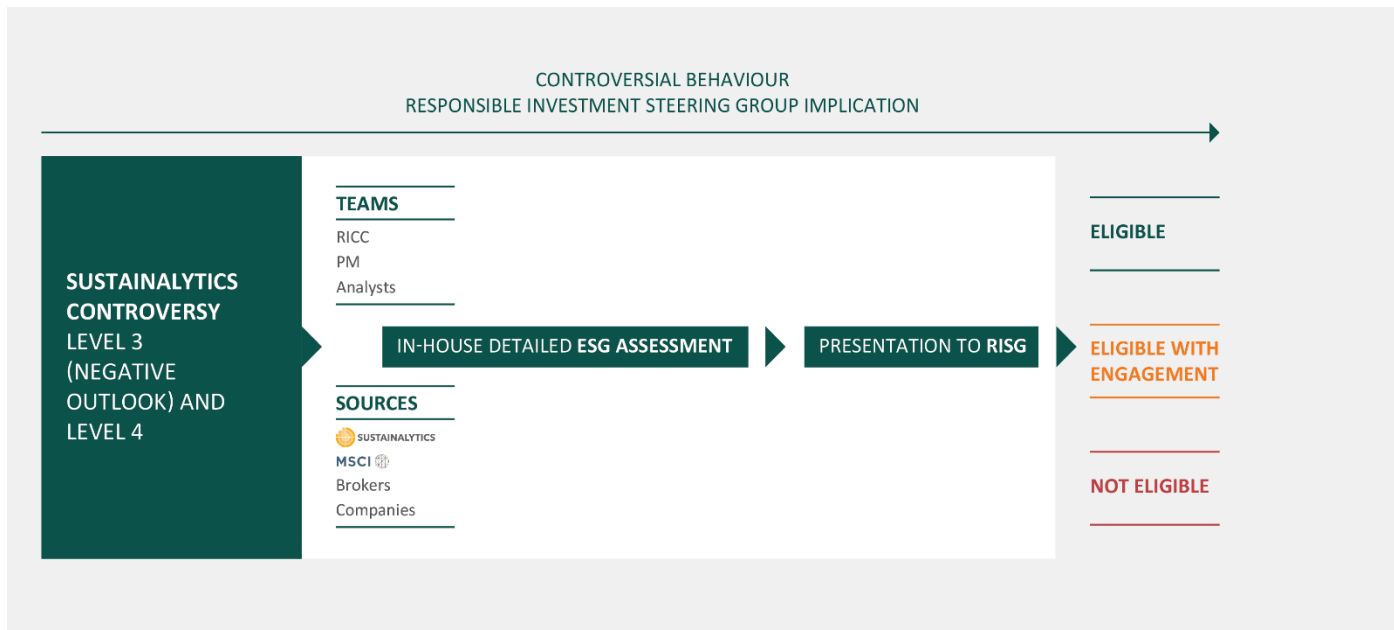 CONTROVERSIAL BEHAVIOUR
RESPONSIBLE INVESTMENT STEERING GROUP IMPLICATION
SUSTAINALYTICS
CONTROVERSY
LEVEL 3
(NEGATIVE
OUTLOOK) AND
LEVEL 4
TEAMS
RICC
PM
Analysts
IN-HOUSE DETAILED ESG ASSESSMENT
PRESENTATION TO RISG
SOURCES
SUSTAINALYTICS
MSCI
Brokers
Companies
ELIGIBLE
ELIGIBLE WITH
ENGAGEMENT
NOT ELIGIBLE